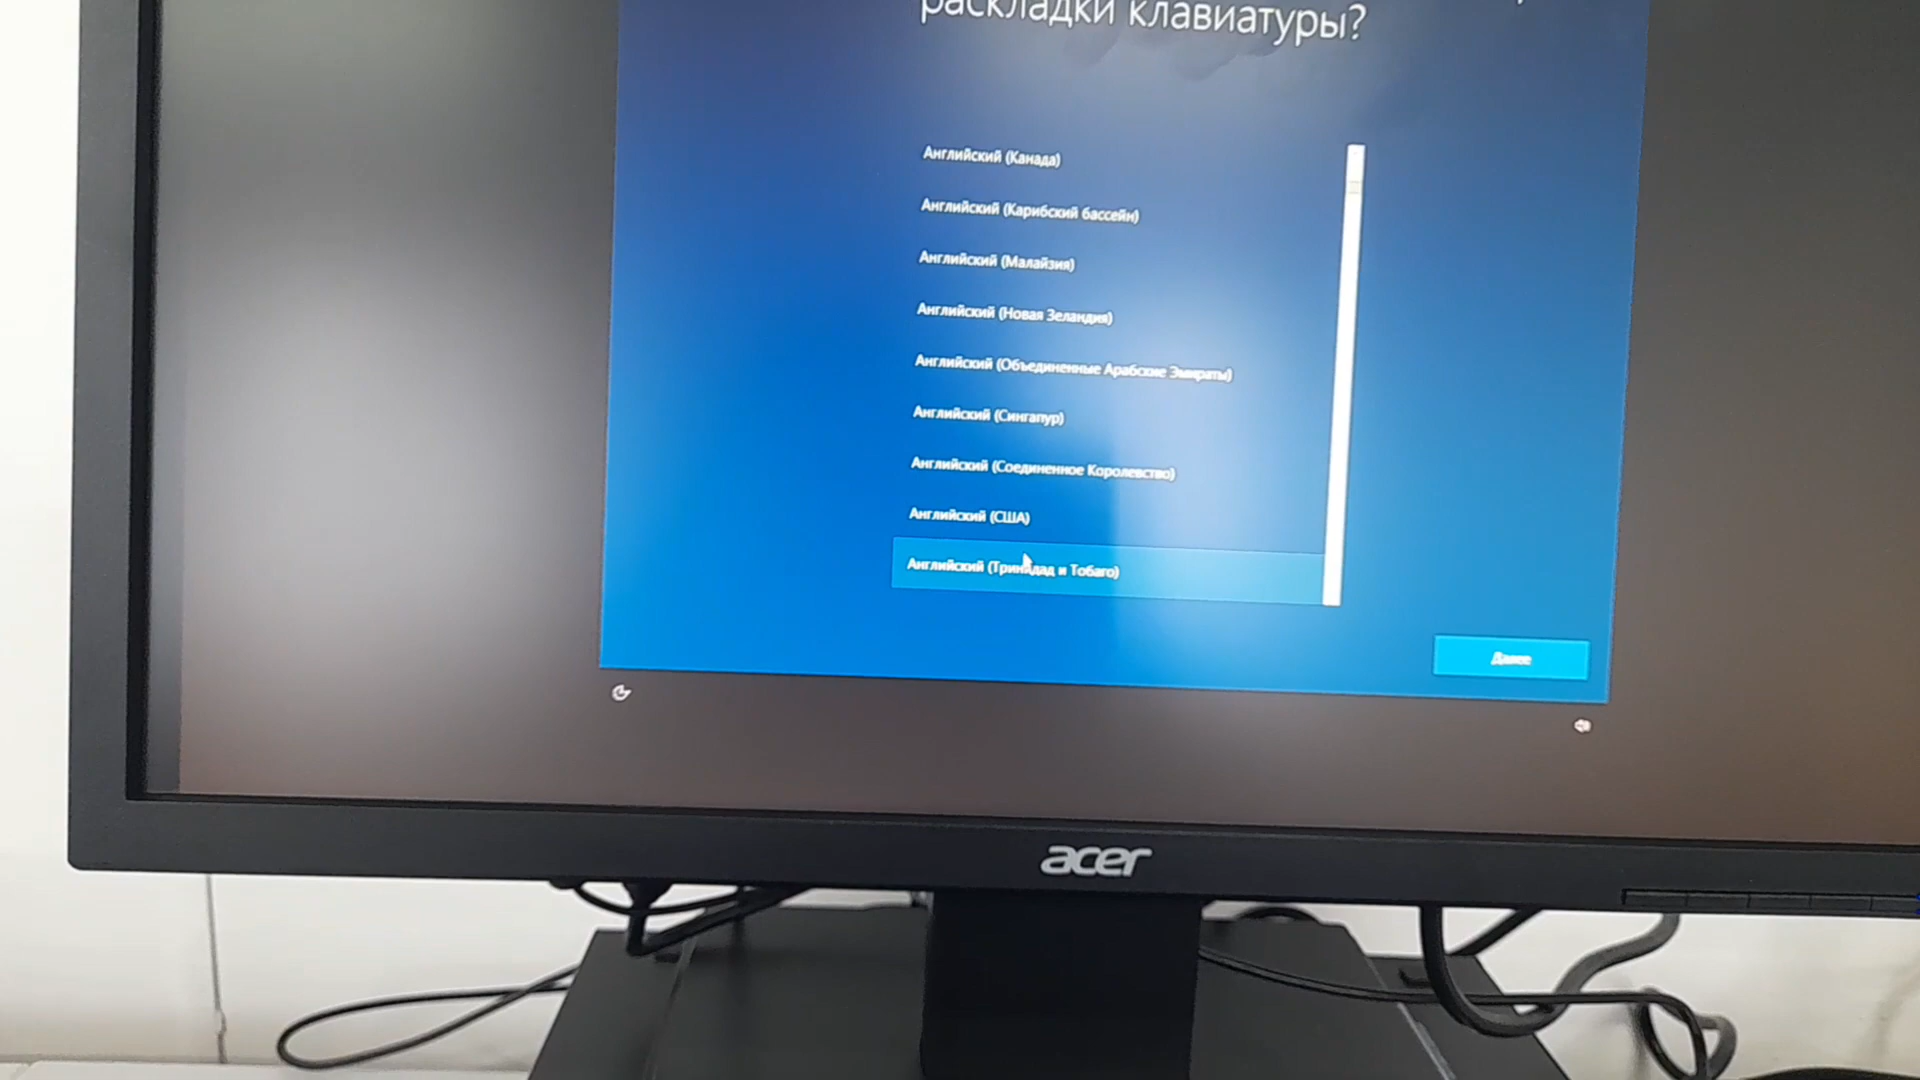 раскладки клавиатуры?
Английский (Канада)
Английский (Карибский бассейн)
Английский (Малайзия)
Английский (Новая Зеландия)
Английский (Объединенные Арабские Эмираты)
Английский (Сингапур)
Английский (Соединенное Королевство)
Английский (США)
Английский (Тринидад и Тобаго)
Далее
acer